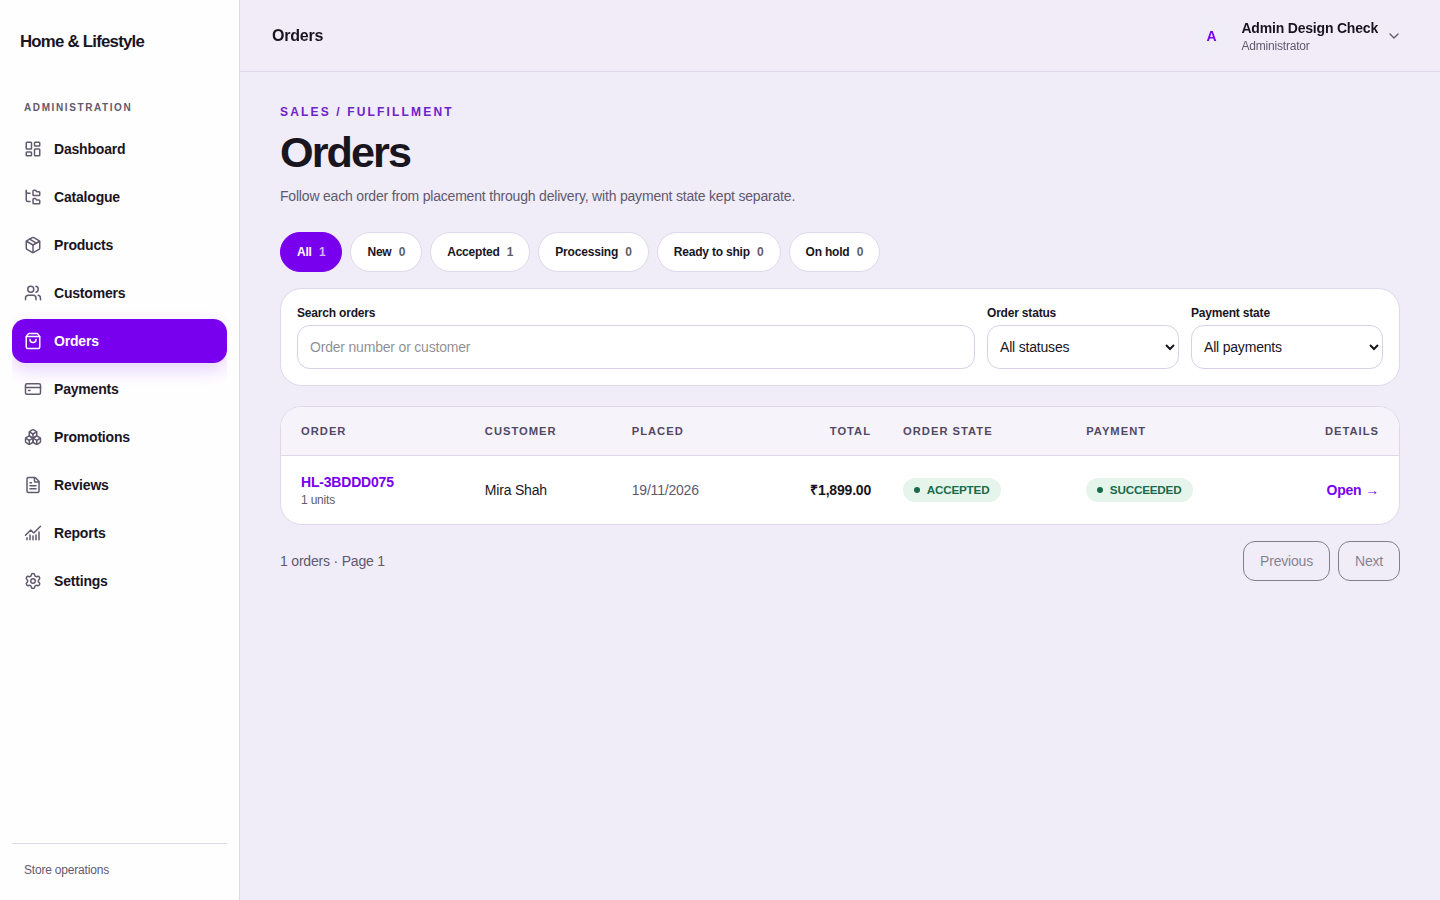 Home & Lifestyle
ADMINISTRATION
Dashboard
Catalogue
Products
Customers
Orders
Payments
Promotions
Reviews
Reports
Settings
Store operations
Orders
A
Admin Design Check
Administrator
SALES / FULFILLMENT
Orders
Follow each order from placement through delivery, with payment state kept separate.
All 1 New 0 Accepted 1 Processing 0 Ready to ship 0 On hold 0
Search orders Order status Payment state
Order number or customer All statuses All payments
ORDER CUSTOMER PLACED TOTAL ORDER STATE PAYMENT DETAILS
HL-3BDDD075 Mira Shah 19/11/2026 ₹1,899.00 ACCEPTED SUCCEEDED Open →
1 units
1 orders · Page 1 Previous Next